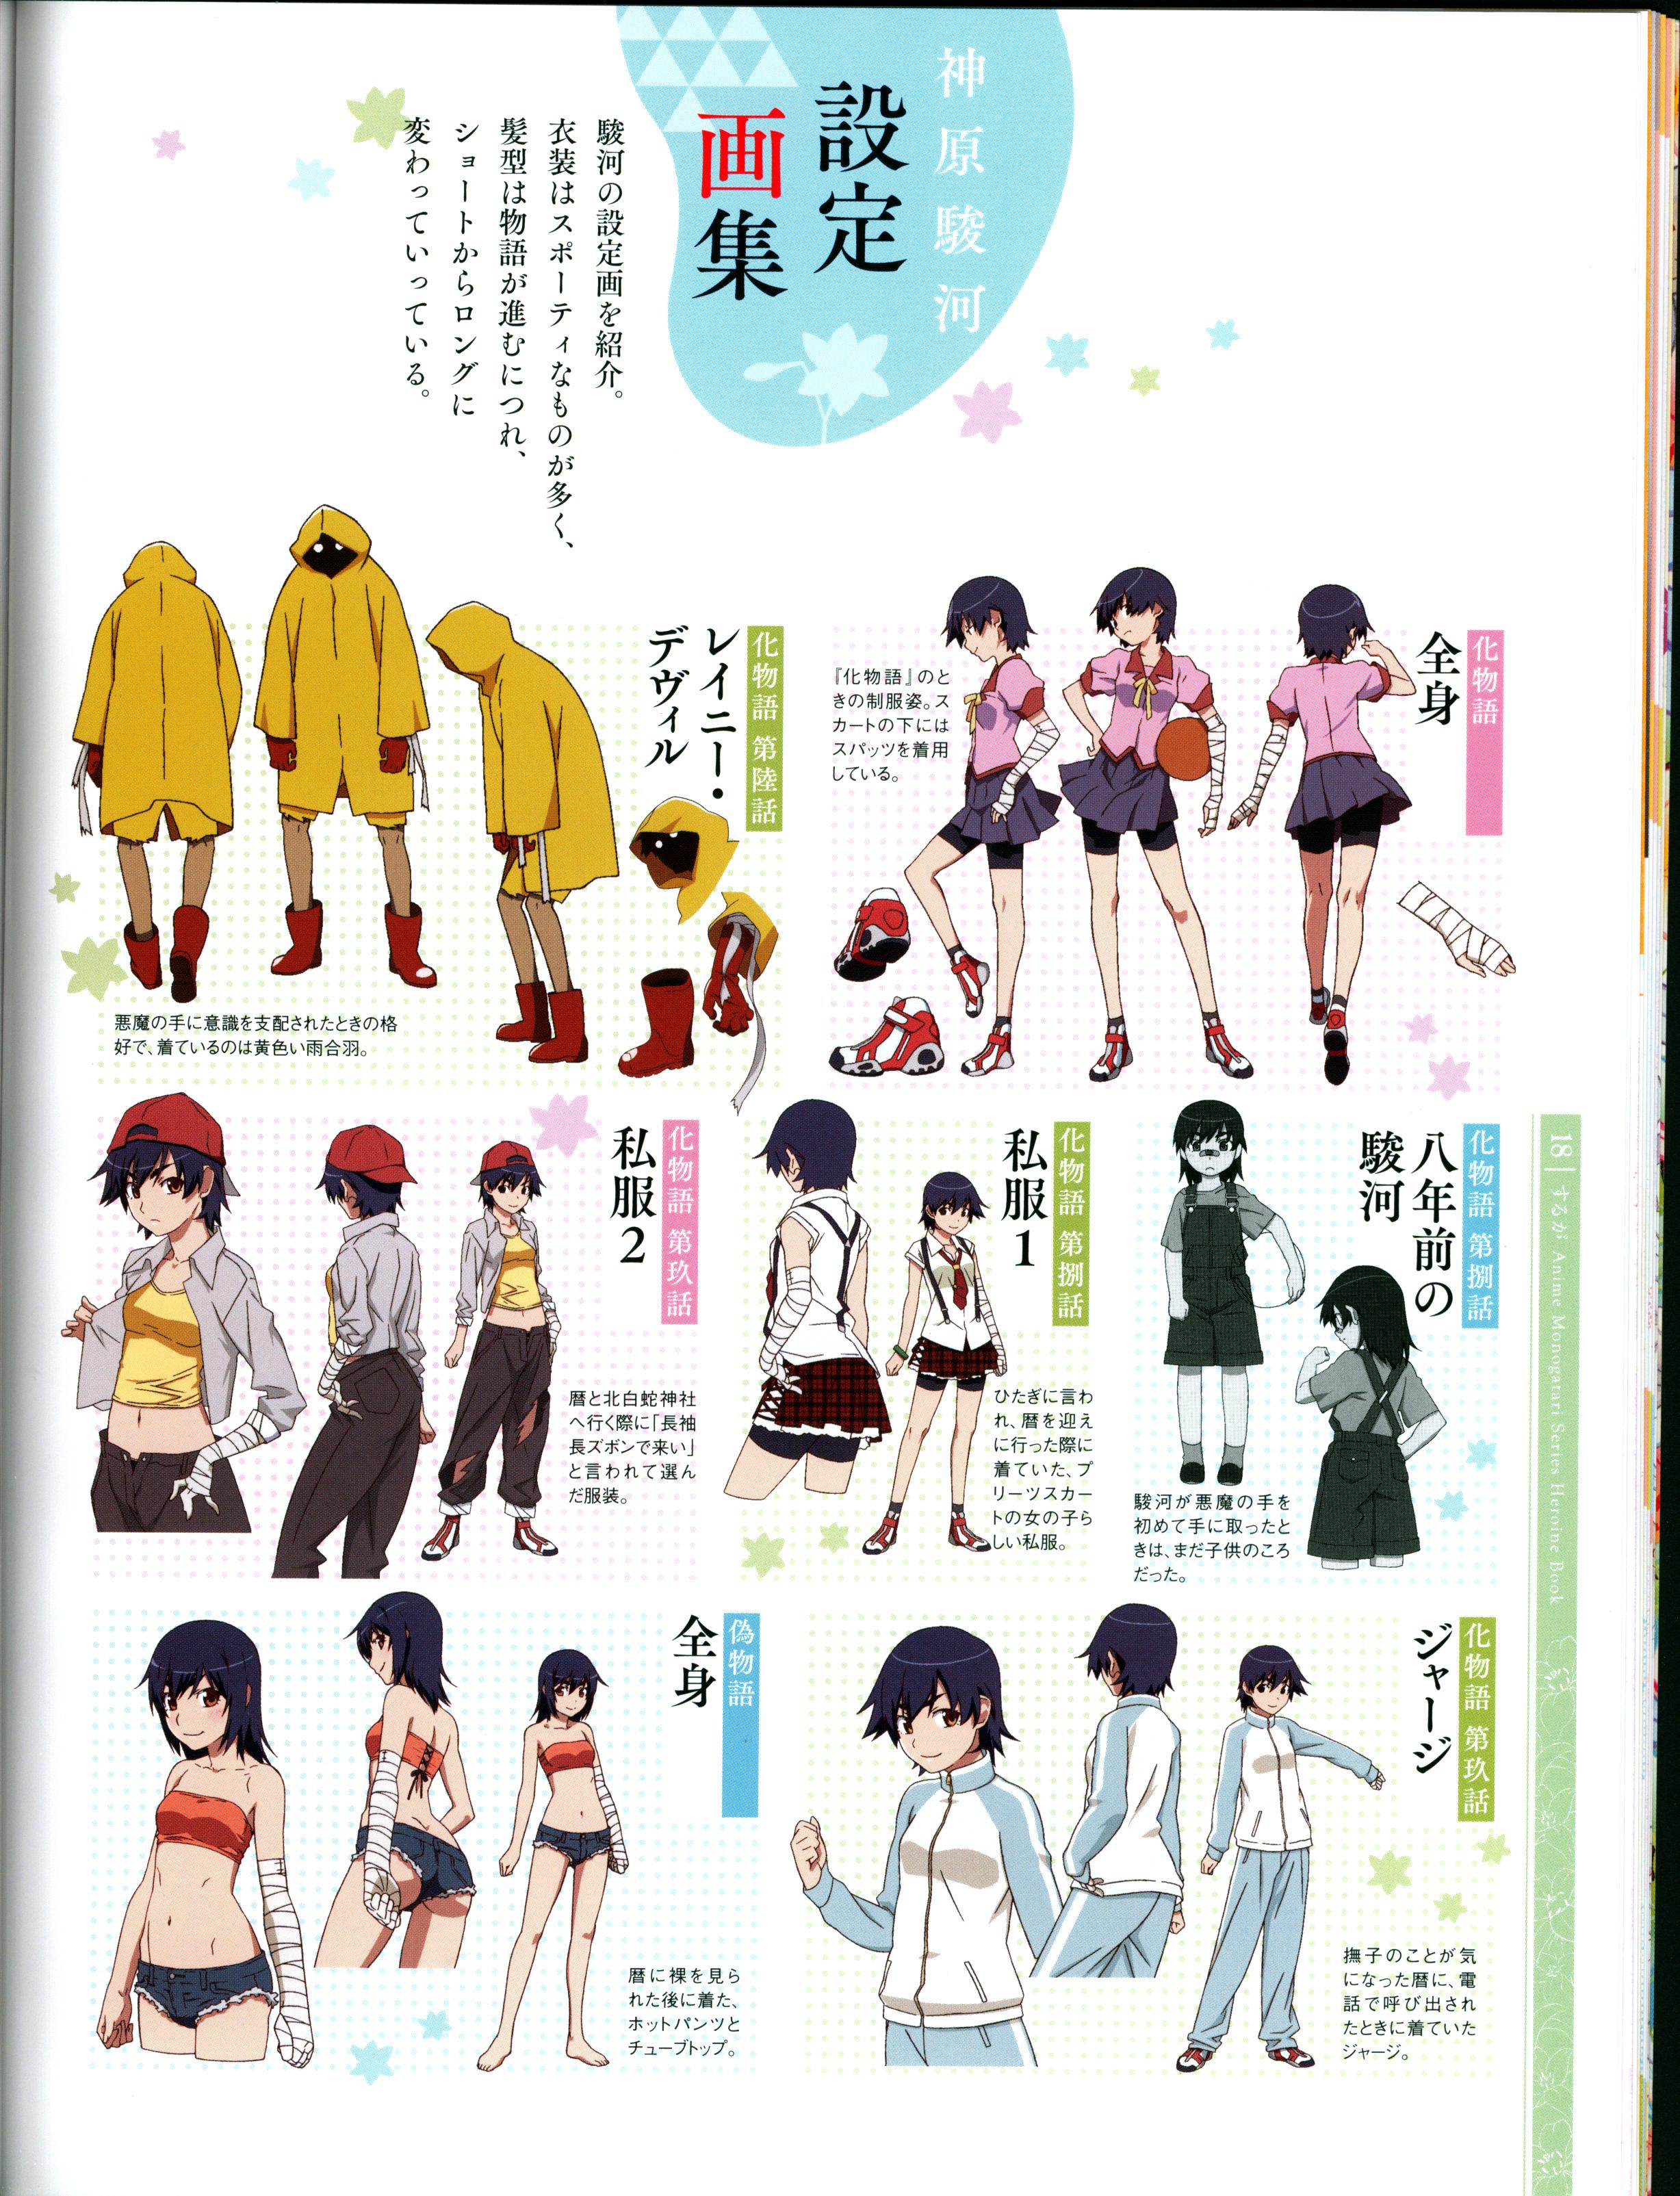 神原駿河
設定
画集
駿河の設定画を紹介。
衣装はスポーティなものが多く、
髪型は物語が進むにつれ、
ショートからロングに
変わっていっている。
化物語
全身
『化物語』のと
きの制服姿。ス
カートの下には
スパッツを着用
している。
化物語 第陸話
レイニー・
デヴィル
悪魔の手に意識を支配されたときの格
好で、着ているのは黄色い雨合羽。
化物語 第捌話
八年前の
駿河
駿河が悪魔の手を
初めて手に取ったと
きは、まだ子供のころ
だった。
化物語 第捌話
私服1
ひたぎに言わ
れ、暦を迎え
に行った際に
着ていた、プ
リーツスカー
トの女の子ら
しい私服。
化物語 第玖話
私服2
暦と北白蛇神社
へ行く際に「長袖
長ズボンで来い」
と言われて選ん
だ服装。
化物語 第玖話
ジャージ
撫子のことが気
になった暦に、電
話で呼び出され
たときに着ていた
ジャージ。
偽物語
全身
暦に裸を見ら
れた後に着た、
ホットパンツと
チューブトップ。
18 | するが Anime Monogatari Series Heroine Book